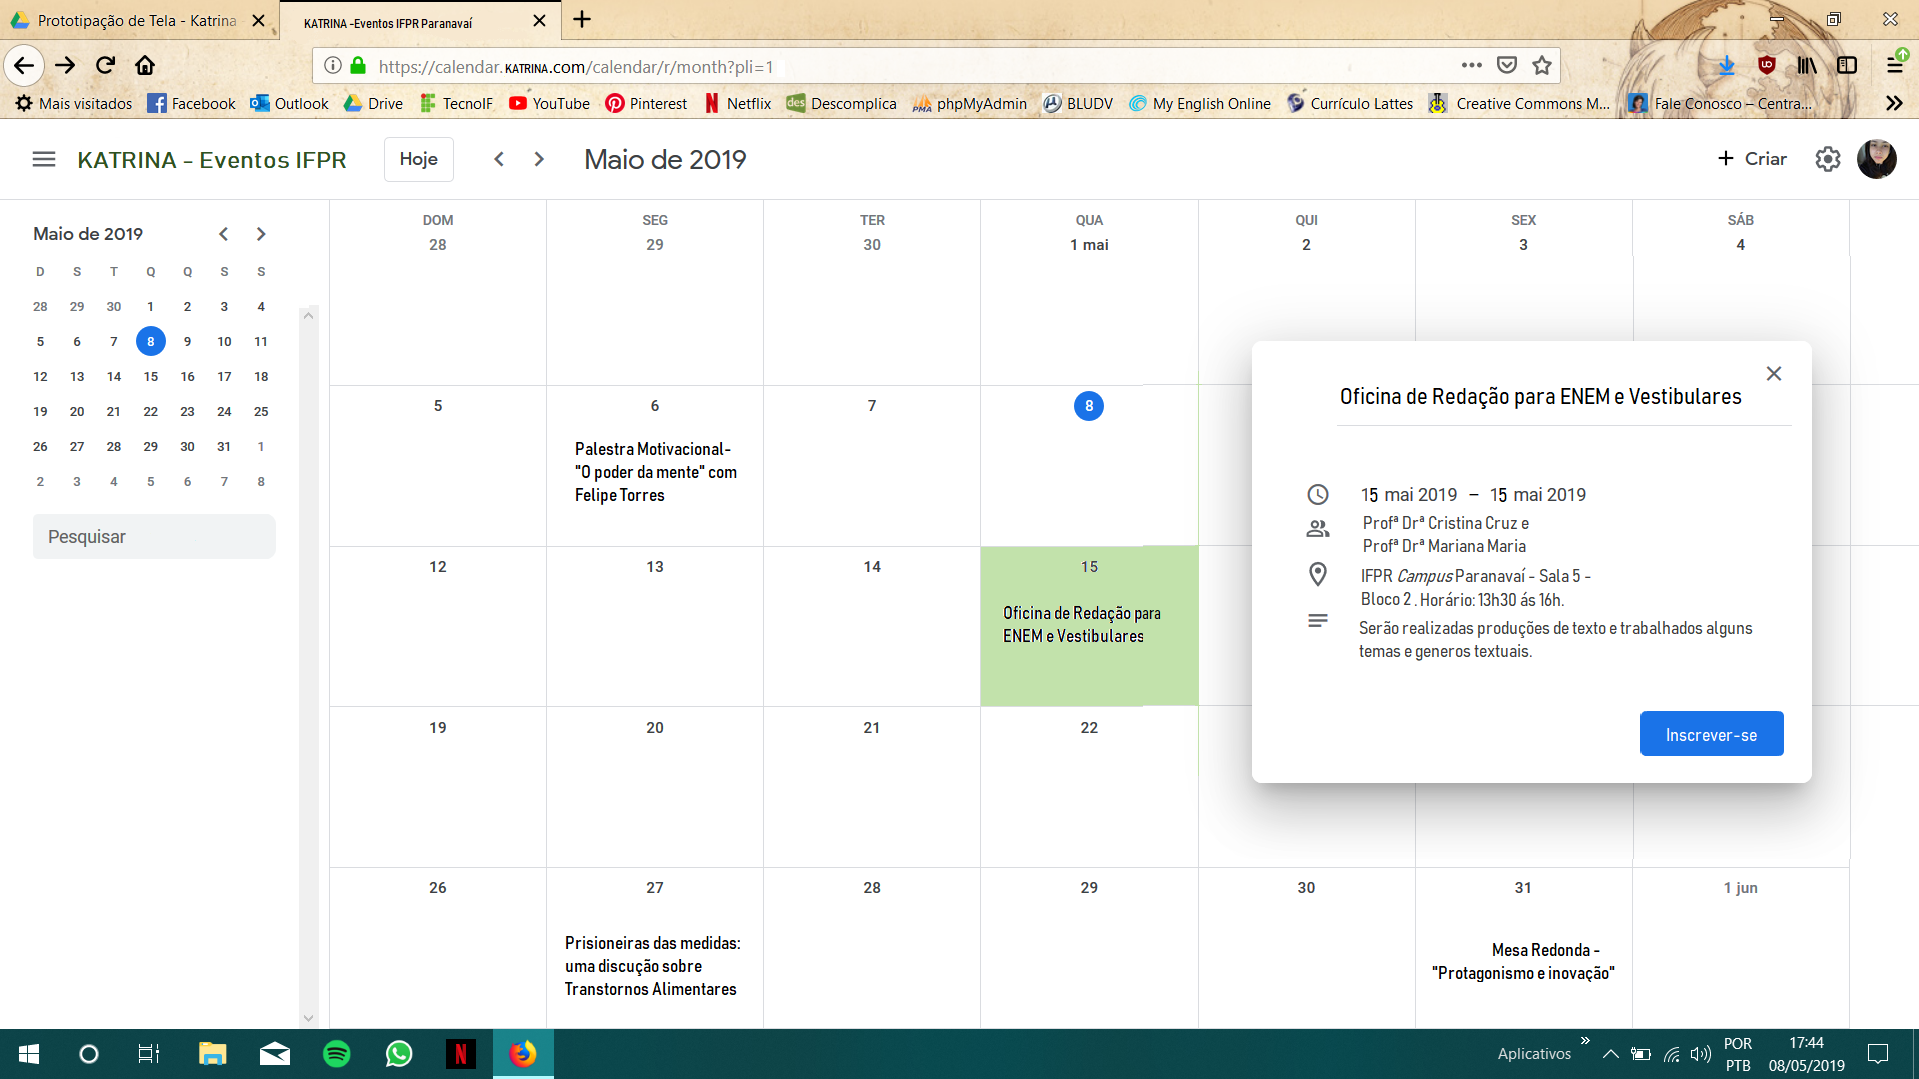 Prototipação de Tela - Katrina
KATRINA -Eventos IFPR Paranavaí
https://calendar.KATRINA.com/calendar/r/month?pli=1
Mais visitados Facebook Outlook Drive TecnoIF YouTube Pinterest Netflix des Descomplica PMA phpMyAdmin BLUDV My English Online Currículo Lattes Creative Commons M... Fale Conosco – Centra...
KATRINA - Eventos IFPR Hoje Maio de 2019 + Criar
Maio de 2019
D S T Q Q S S
28 29 30 1 2 3 4
5 6 7 8 9 10 11
12 13 14 15 16 17 18
19 20 21 22 23 24 25
26 27 28 29 30 31 1
2 3 4 5 6 7 8
Pesquisar
DOM SEG TER QUA QUI SEX SÁB
28 29 30 1 mai 2 3 4
5 6 7 8
Palestra Motivacional-
"O poder da mente" com
Felipe Torres
12 13 14 15
Oficina de Redação para
ENEM e Vestibulares
19 20 21 22
26 27 28 29 30 31 1 jun
Prisioneiras das medidas:
uma discução sobre
Transtornos Alimentares
Mesa Redonda -
"Protagonismo e inovação"
Oficina de Redação para ENEM e Vestibulares
15 mai 2019 – 15 mai 2019
Profª Drª Cristina Cruz e
Profª Drª Mariana Maria
IFPR Campus Paranavaí - Sala 5 -
Bloco 2 . Horário: 13h30 ás 16h.
Serão realizadas produções de texto e trabalhados alguns
temas e generos textuais.
Inscrever-se
Aplicativos
POR
PTB
17:44
08/05/2019